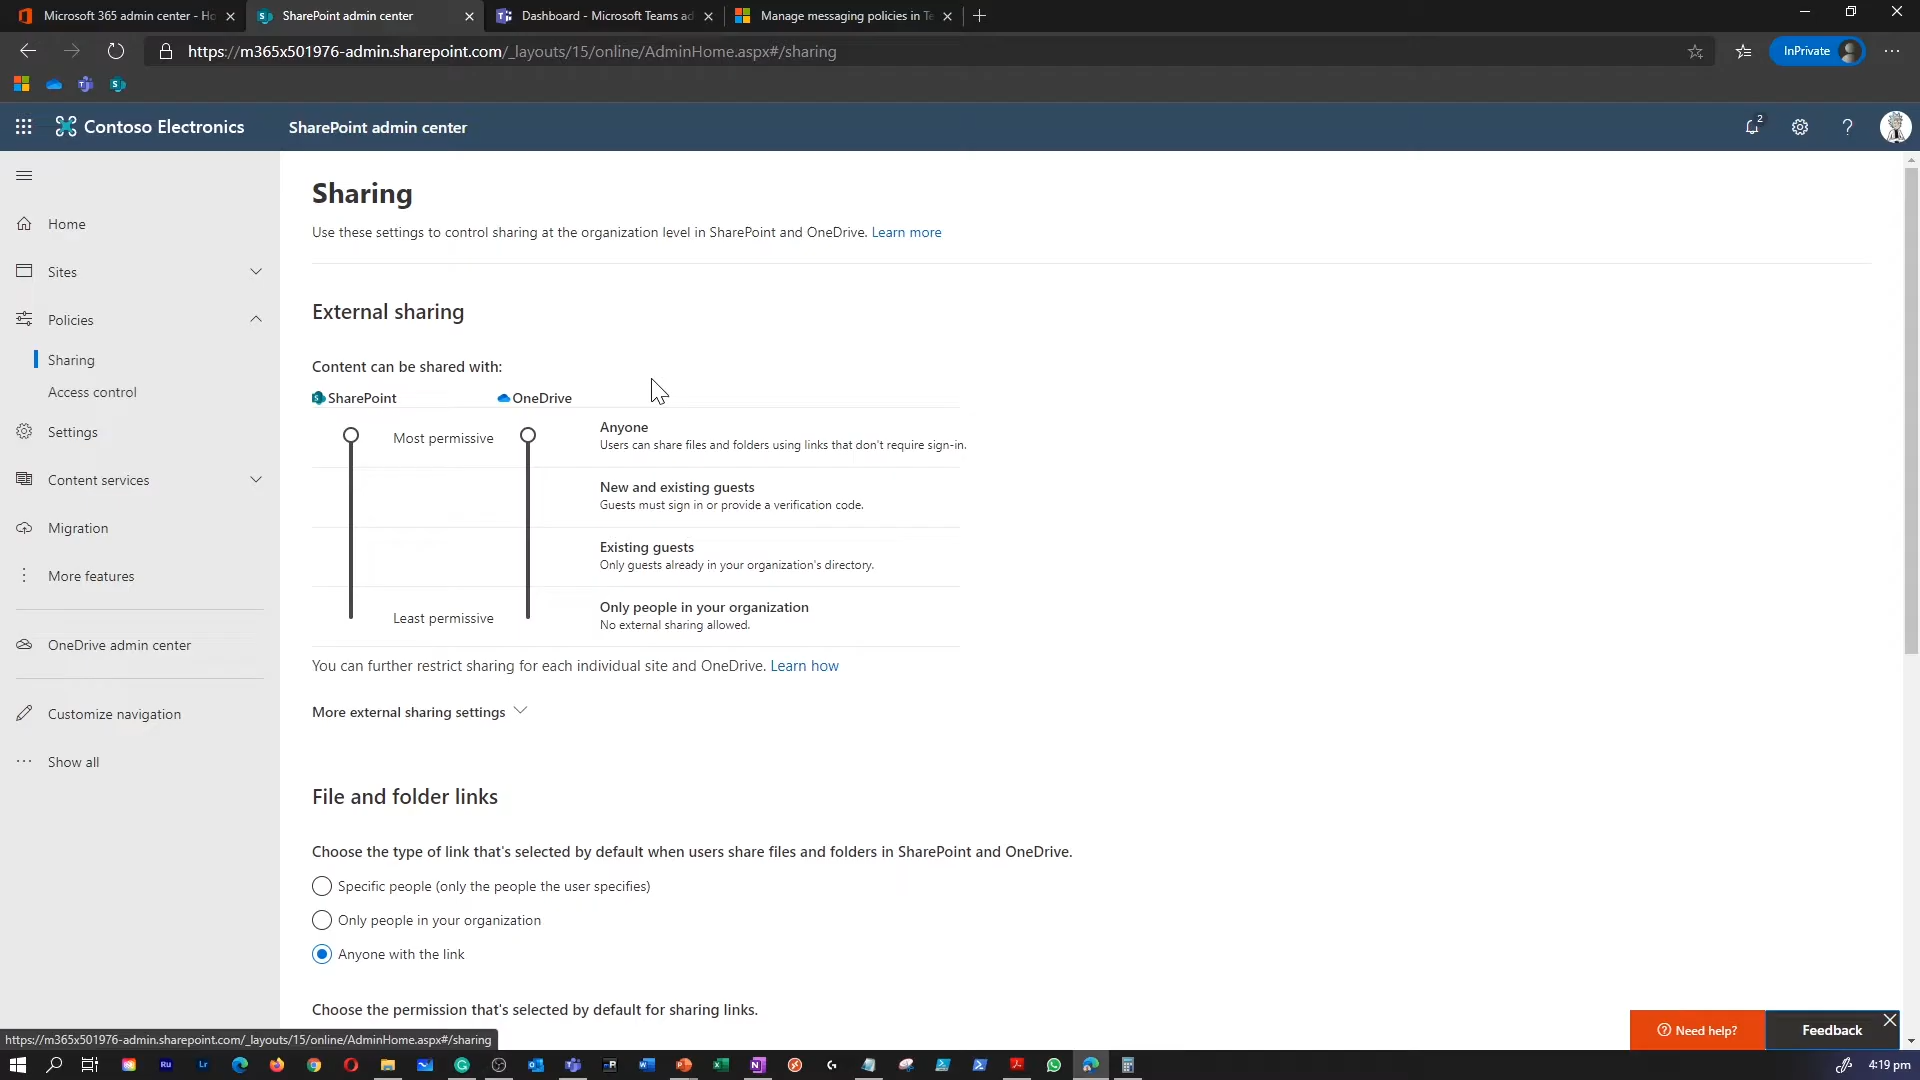 Microsoft 365 admin center - Ho
SharePoint admin center
Dashboard - Microsoft Teams ad
Manage messaging policies in Te
https://m365x501976-admin.sharepoint.com/_layouts/15/online/AdminHome.aspx#/sharing
InPrivate
Contoso Electronics
SharePoint admin center
2
Home
Sites
Policies
Sharing
Access control
Settings
Content services
Migration
More features
OneDrive admin center
Customize navigation
Show all
Sharing
Use these settings to control sharing at the organization level in SharePoint and OneDrive. Learn more
External sharing
Content can be shared with:
SharePoint
OneDrive
Most permissive
Anyone
Users can share files and folders using links that don't require sign-in.
New and existing guests
Guests must sign in or provide a verification code.
Existing guests
Only guests already in your organization's directory.
Least permissive
Only people in your organization
No external sharing allowed.
You can further restrict sharing for each individual site and OneDrive. Learn how
More external sharing settings
File and folder links
Choose the type of link that's selected by default when users share files and folders in SharePoint and OneDrive.
Specific people (only the people the user specifies)
Only people in your organization
Anyone with the link
Choose the permission that's selected by default for sharing links.
Need help?
Feedback
https://m365x501976-admin.sharepoint.com/_layouts/15/online/AdminHome.aspx#/sharing
4:19 pm